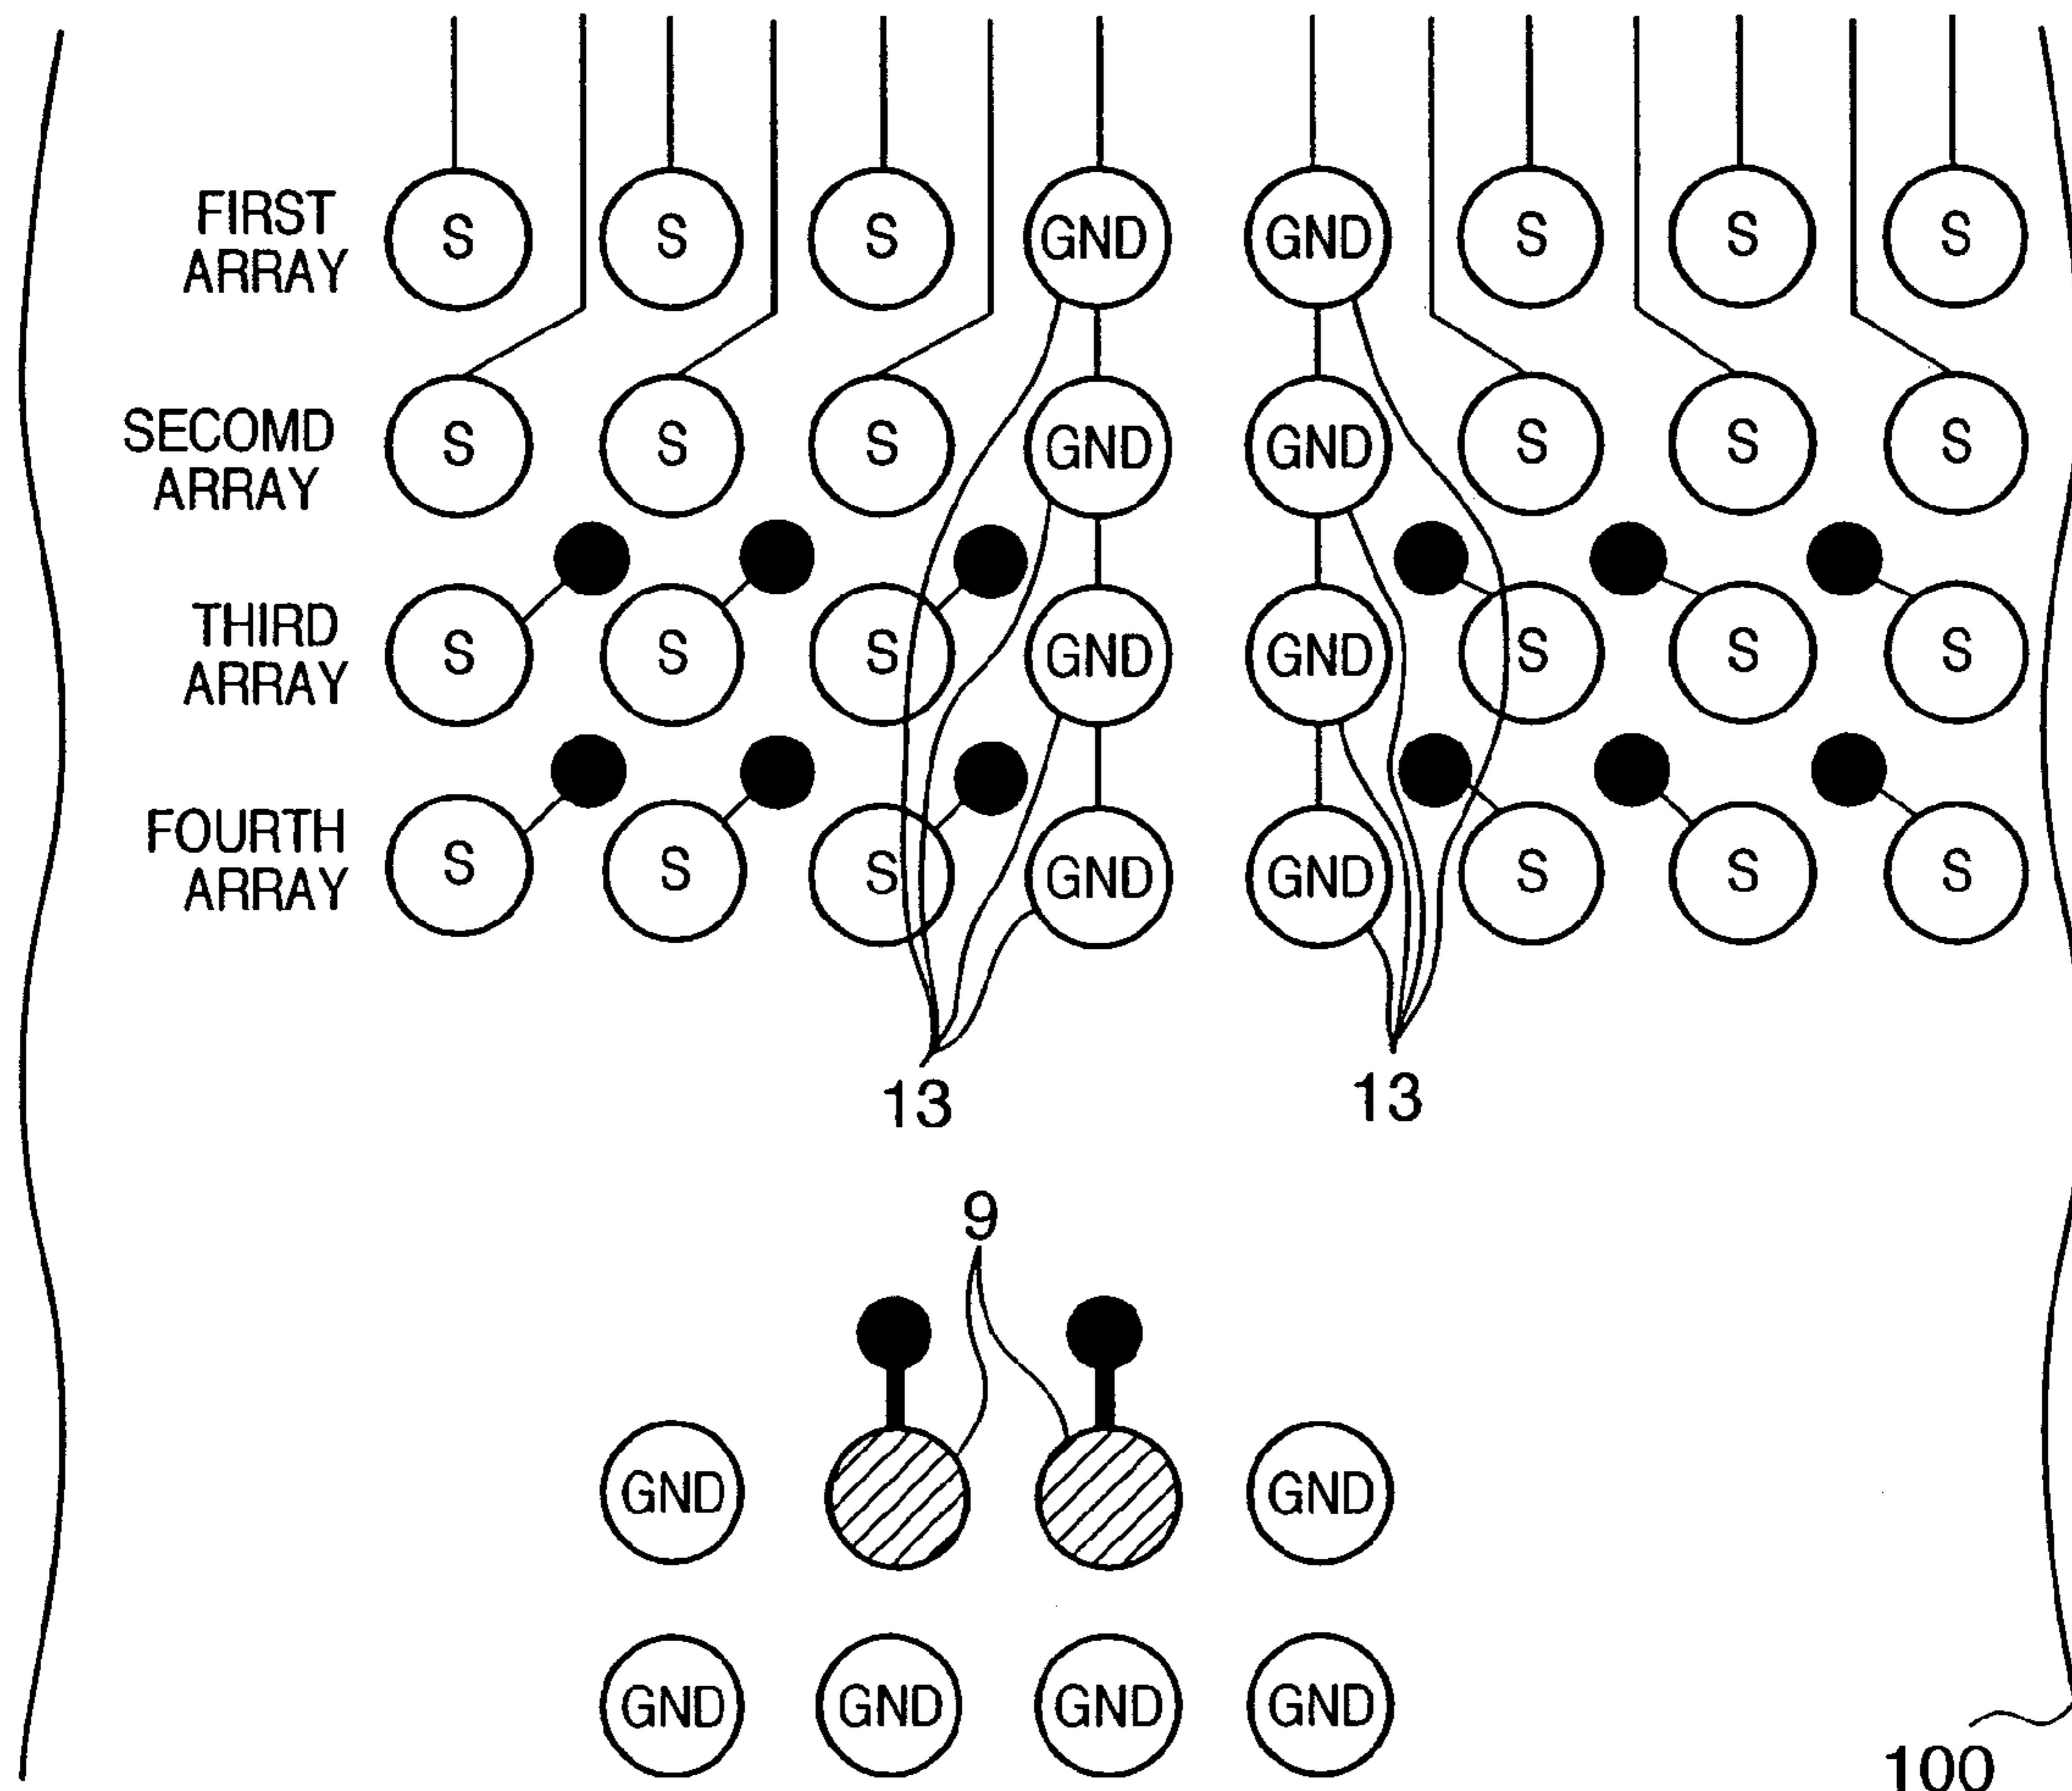 FIRST
ARRAY
S S S GND GND S S S
SECOMD
ARRAY
S S S GND GND S S S
THIRD
ARRAY
S S S GND GND S S S
FOURTH
ARRAY
S S S GND GND S S S
13 13
9
GND GND
GND GND GND GND
100